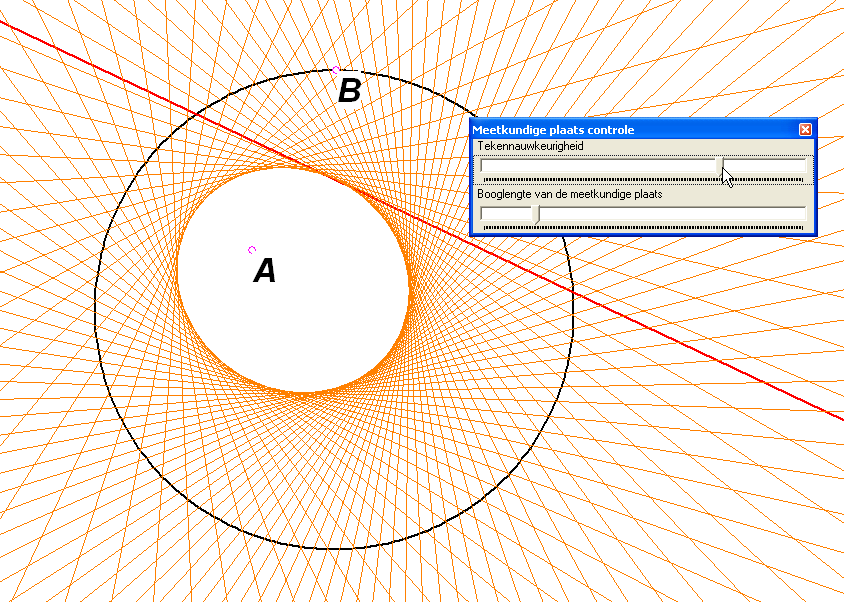 B
Meetkundige plaats controle
Tekennauwkeurigheid
Booglengte van de meetkundige plaats
A